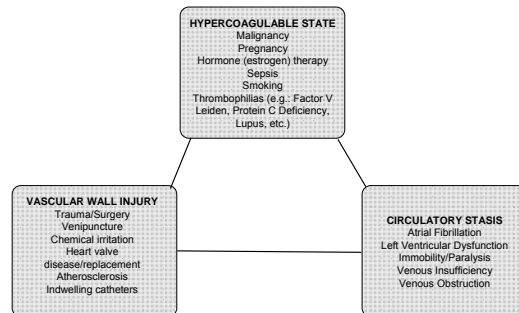 HYPERCOAGULABLE STATE
Malignancy
Pregnancy
Hormone (estrogen) therapy
Sepsis
Smoking
Thrombophilias (e.g.: Factor V
Leiden, Protein C Deficiency,
Lupus, etc.)
VASCULAR WALL INJURY
Trauma/Surgery
Venipuncture
Chemical irritation
Heart valve
disease/replacement
Atherosclerosis
Indwelling catheters
CIRCULATORY STASIS
Atrial Fibrillation
Left Ventricular Dysfunction
Immobility/Paralysis
Venous Insufficiency
Venous Obstruction